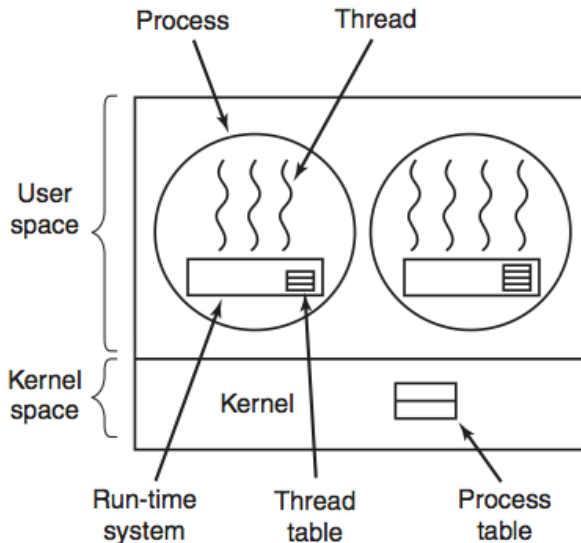 Process
Thread
User
space
Kernel
space
Kernel
Run-time
system
Thread
table
Process
table